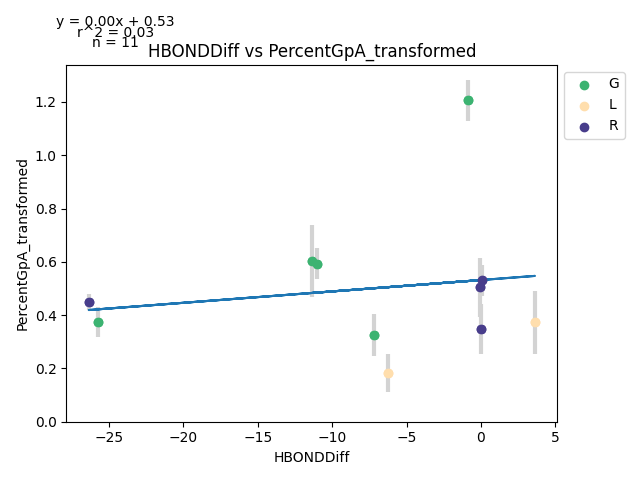 y = 0.00x + 0.53
r^2 = 0.03
n = 11
HBONDDiff vs PercentGpA_transformed
G
L
R
PercentGpA_transformed
1.2
1.0
0.8
0.6
0.4
0.2
0.0
−25 −20 −15 −10 −5 0 5
HBONDDiff